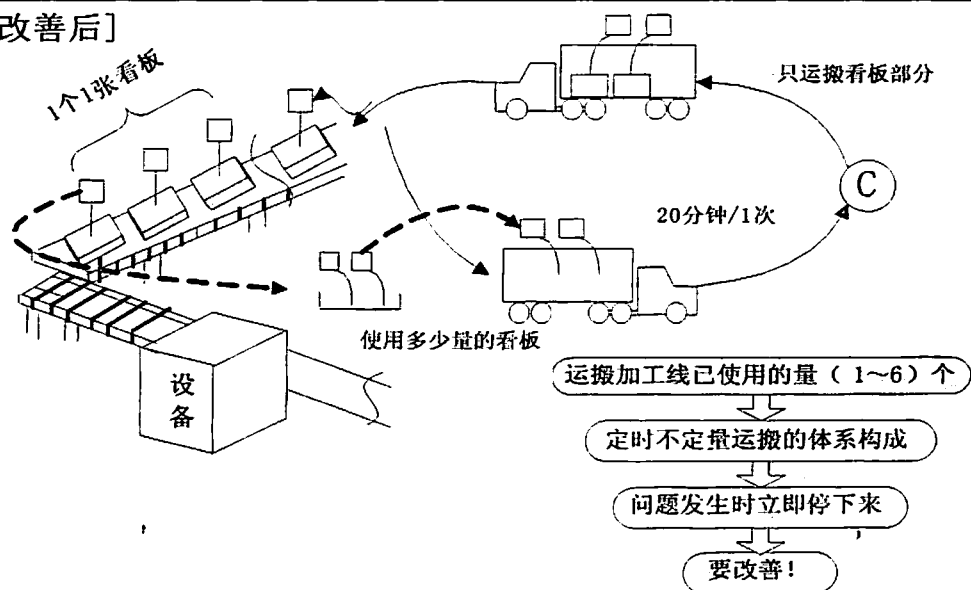 改善后]
1个1张看板
只运搬看板部分
C
20分钟/1次
使用多少量的看板
设
备
运搬加工线已使用的量（ 1～6）个
定时不定量运搬的体系构成
问题发生时立即停下来
要改善!